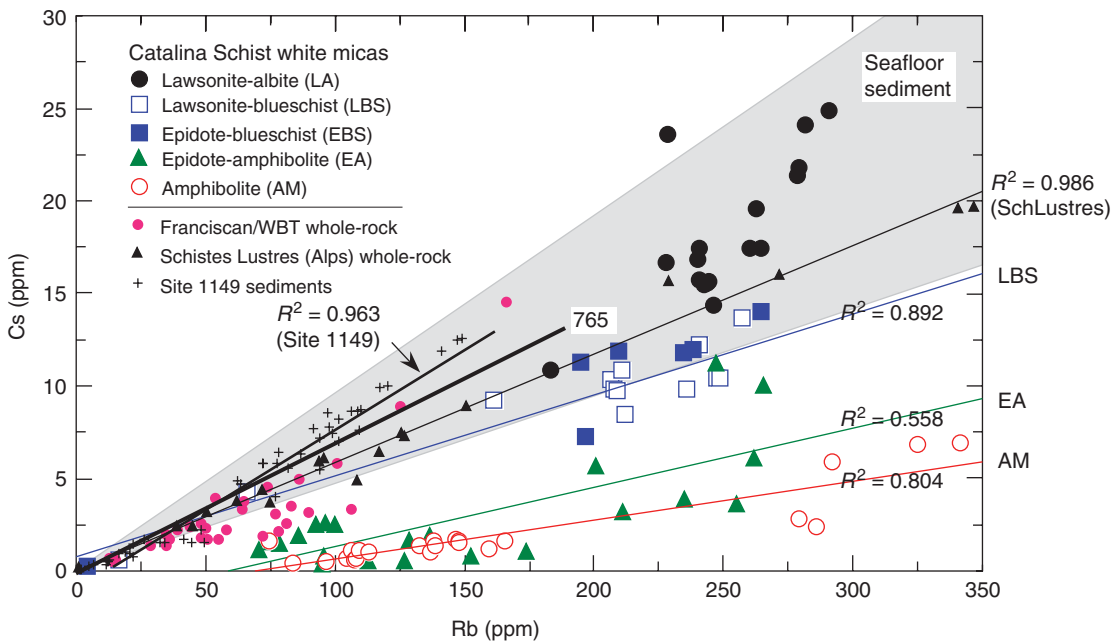 30
25
20
15
10
5
0
Cs (ppm)
Catalina Schist white micas
Lawsonite-albite (LA)
Lawsonite-blueschist (LBS)
Epidote-blueschist (EBS)
Epidote-amphibolite (EA)
Amphibolite (AM)
Franciscan/WBT whole-rock
Schistes Lustres (Alps) whole-rock
Site 1149 sediments
R² = 0.963
(Site 1149)
765
Seafloor
sediment
R² = 0.986
(SchLustres)
LBS
R² = 0.892
EA
R² = 0.558
AM
R² = 0.804
0 50 100 150 200 250 300 350
Rb (ppm)